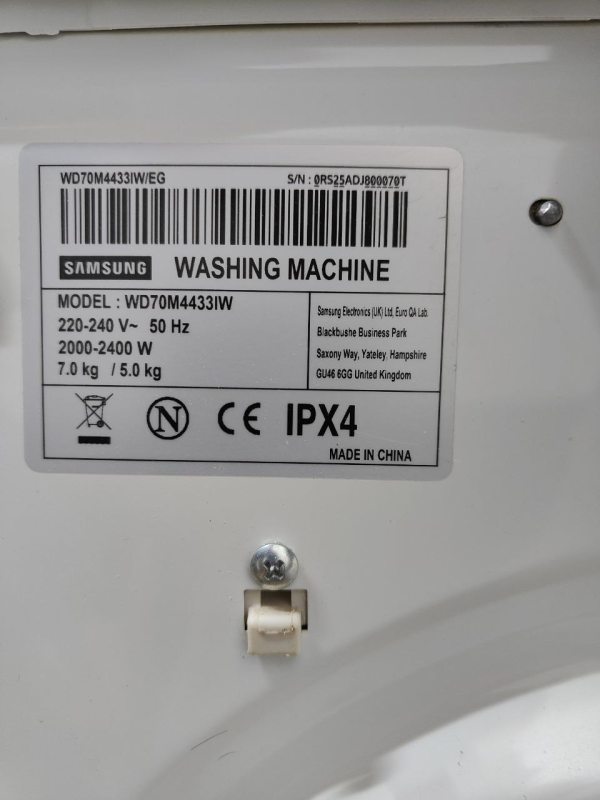 WD70M4433IW/EG S/N : 0RS25ADJ800070T
SAMSUNG WASHING MACHINE
MODEL : WD70M4433IW
220-240 V~ 50 Hz
2000-2400 W
7.0 kg / 5.0 kg
Samsung Electronics (UK) Ltd, Euro QA Lab.
Blackbushe Business Park
Saxony Way, Yateley, Hampshire
GU46 6GG United Kingdom
N CE IPX4
MADE IN CHINA